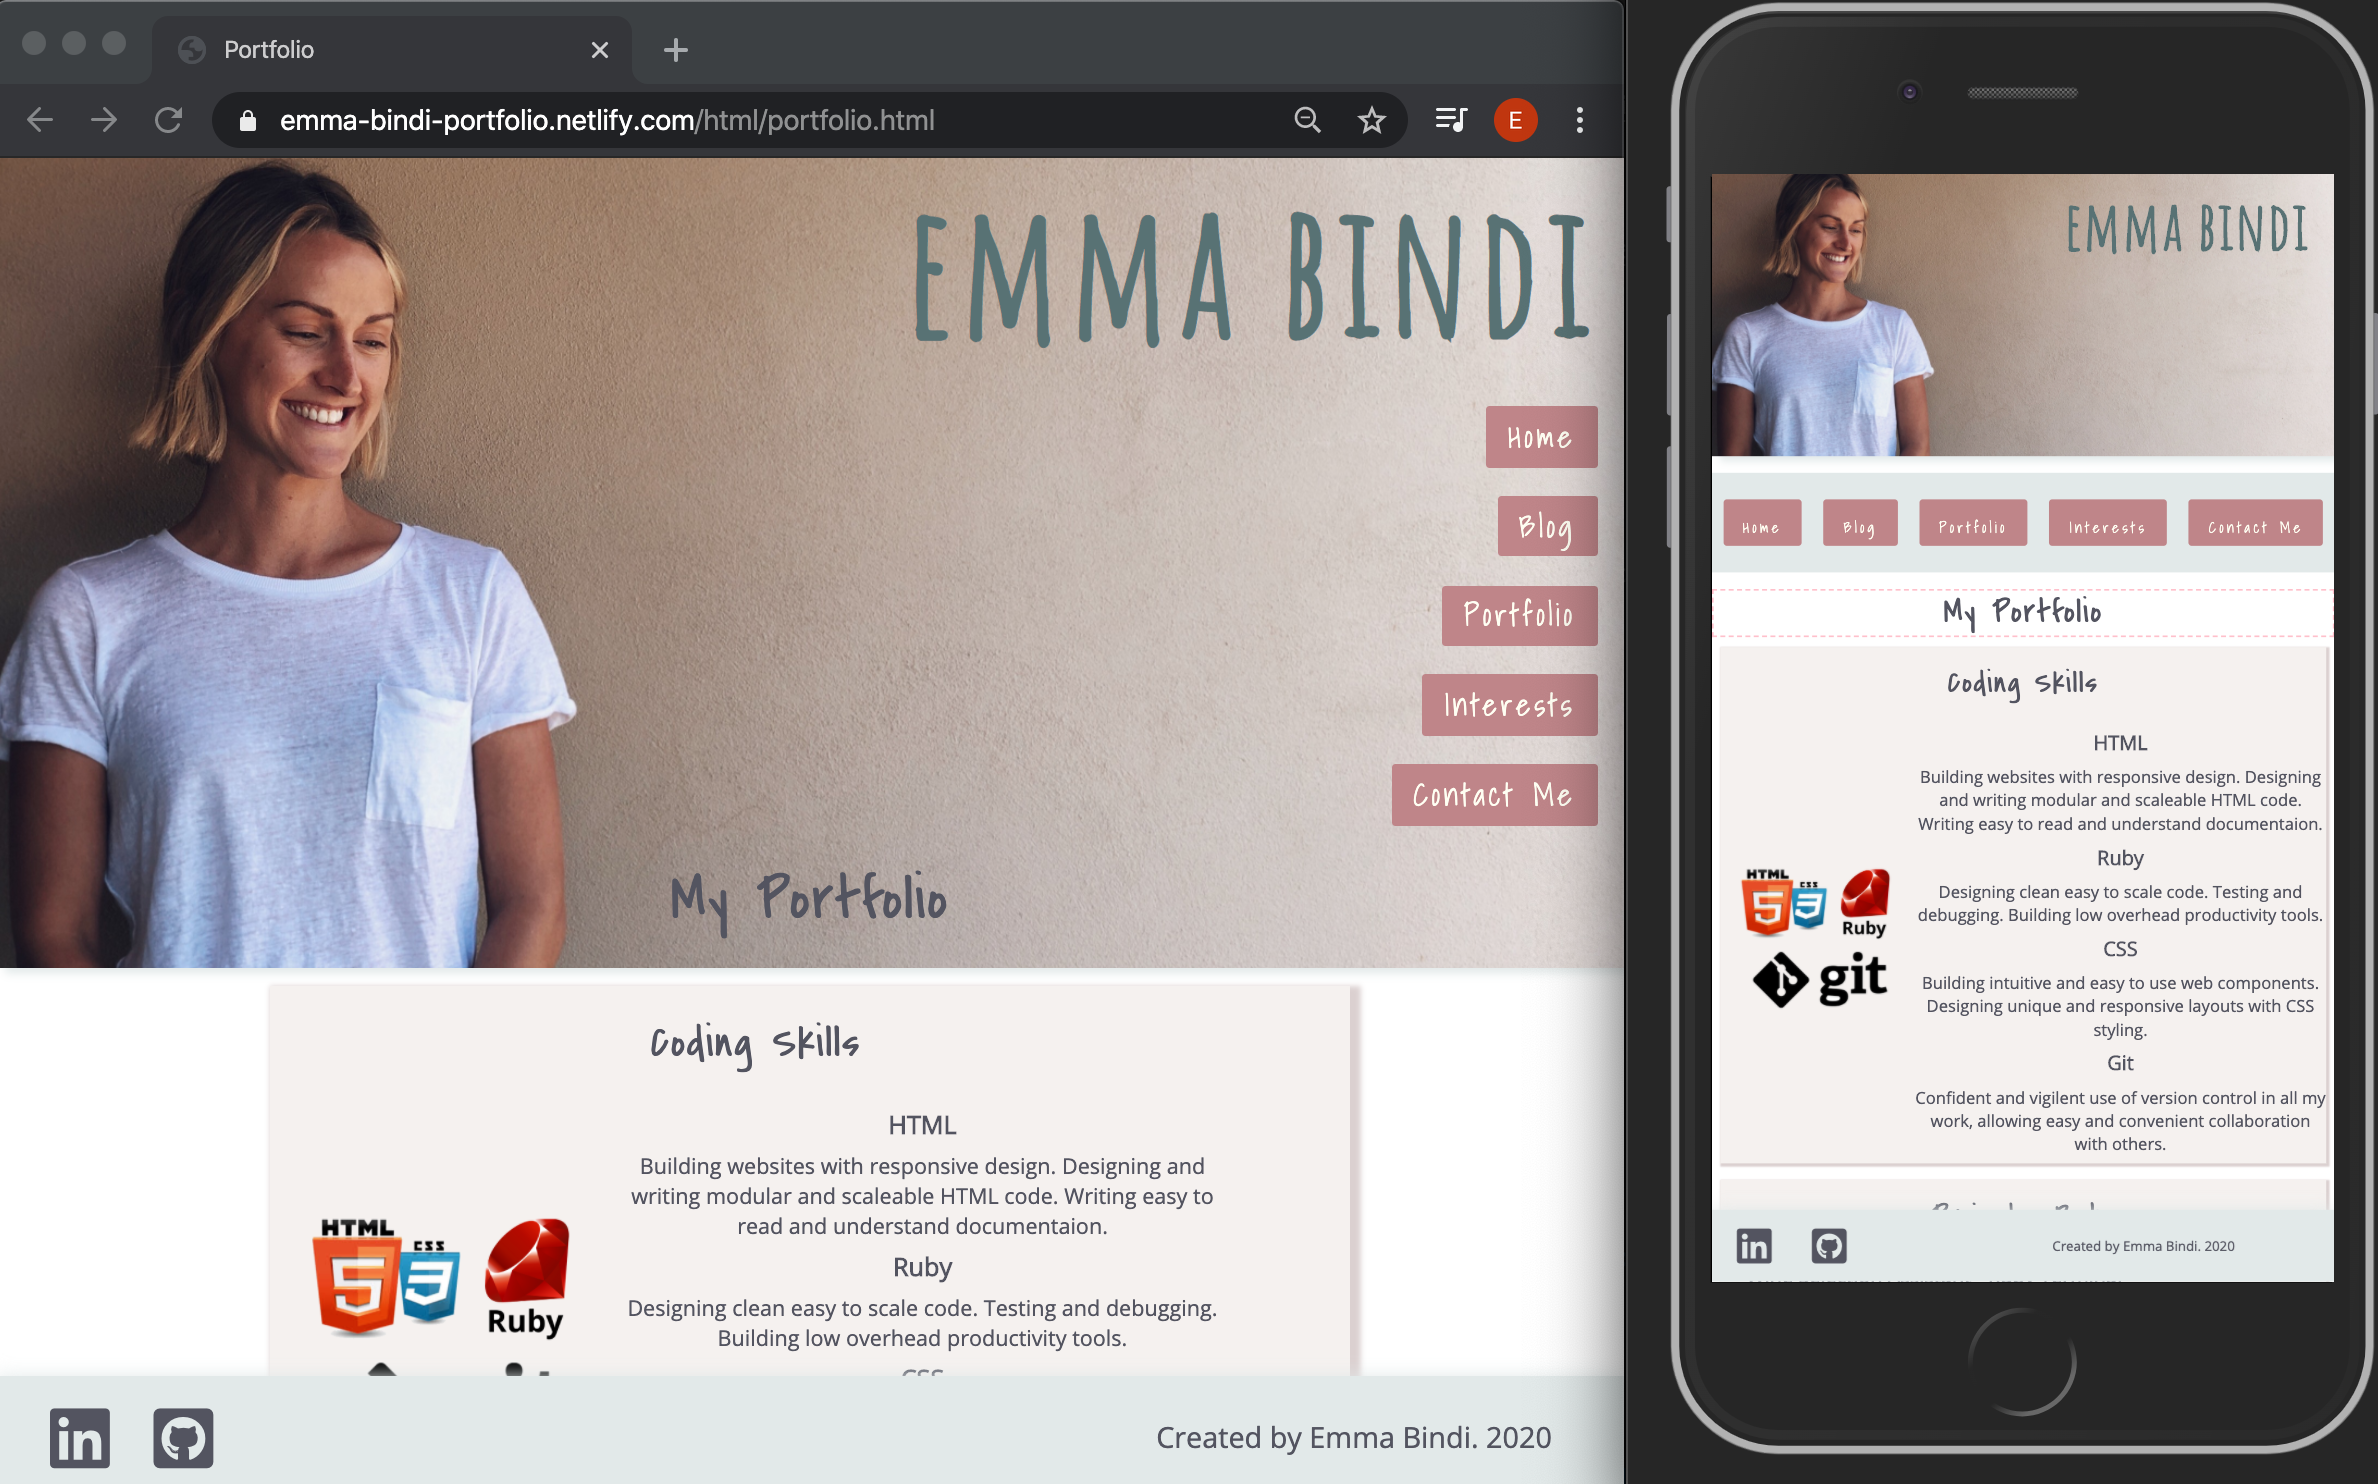 Portfolio
emma-bindi-portfolio.netlify.com/html/portfolio.html
E
EMMA BINDI
Home
Blog
Portfolio
Interests
Contact Me
My Portfolio
Coding Skills
HTML
Building websites with responsive design. Designing and
writing modular and scaleable HTML code. Writing easy to
read and understand documentaion.
HTML
5
CSS
3
Ruby
Ruby
Designing clean easy to scale code. Testing and debugging.
Building low overhead productivity tools.
CSS
in
Created by Emma Bindi. 2020
EMMA BINDI
Home Blog Portfolio Interests Contact Me
My Portfolio
Coding Skills
HTML
Building websites with responsive design. Designing
and writing modular and scaleable HTML code.
Writing easy to read and understand documentaion.
Ruby
Designing clean easy to scale code. Testing and
debugging. Building low overhead productivity tools.
HTML
5
CSS
3
Ruby
git
CSS
Building intuitive and easy to use web components.
Designing unique and responsive layouts with CSS
styling.
Git
Confident and vigilent use of version control in all my
work, allowing easy and convenient collaboration
with others.
in
Created by Emma Bindi. 2020